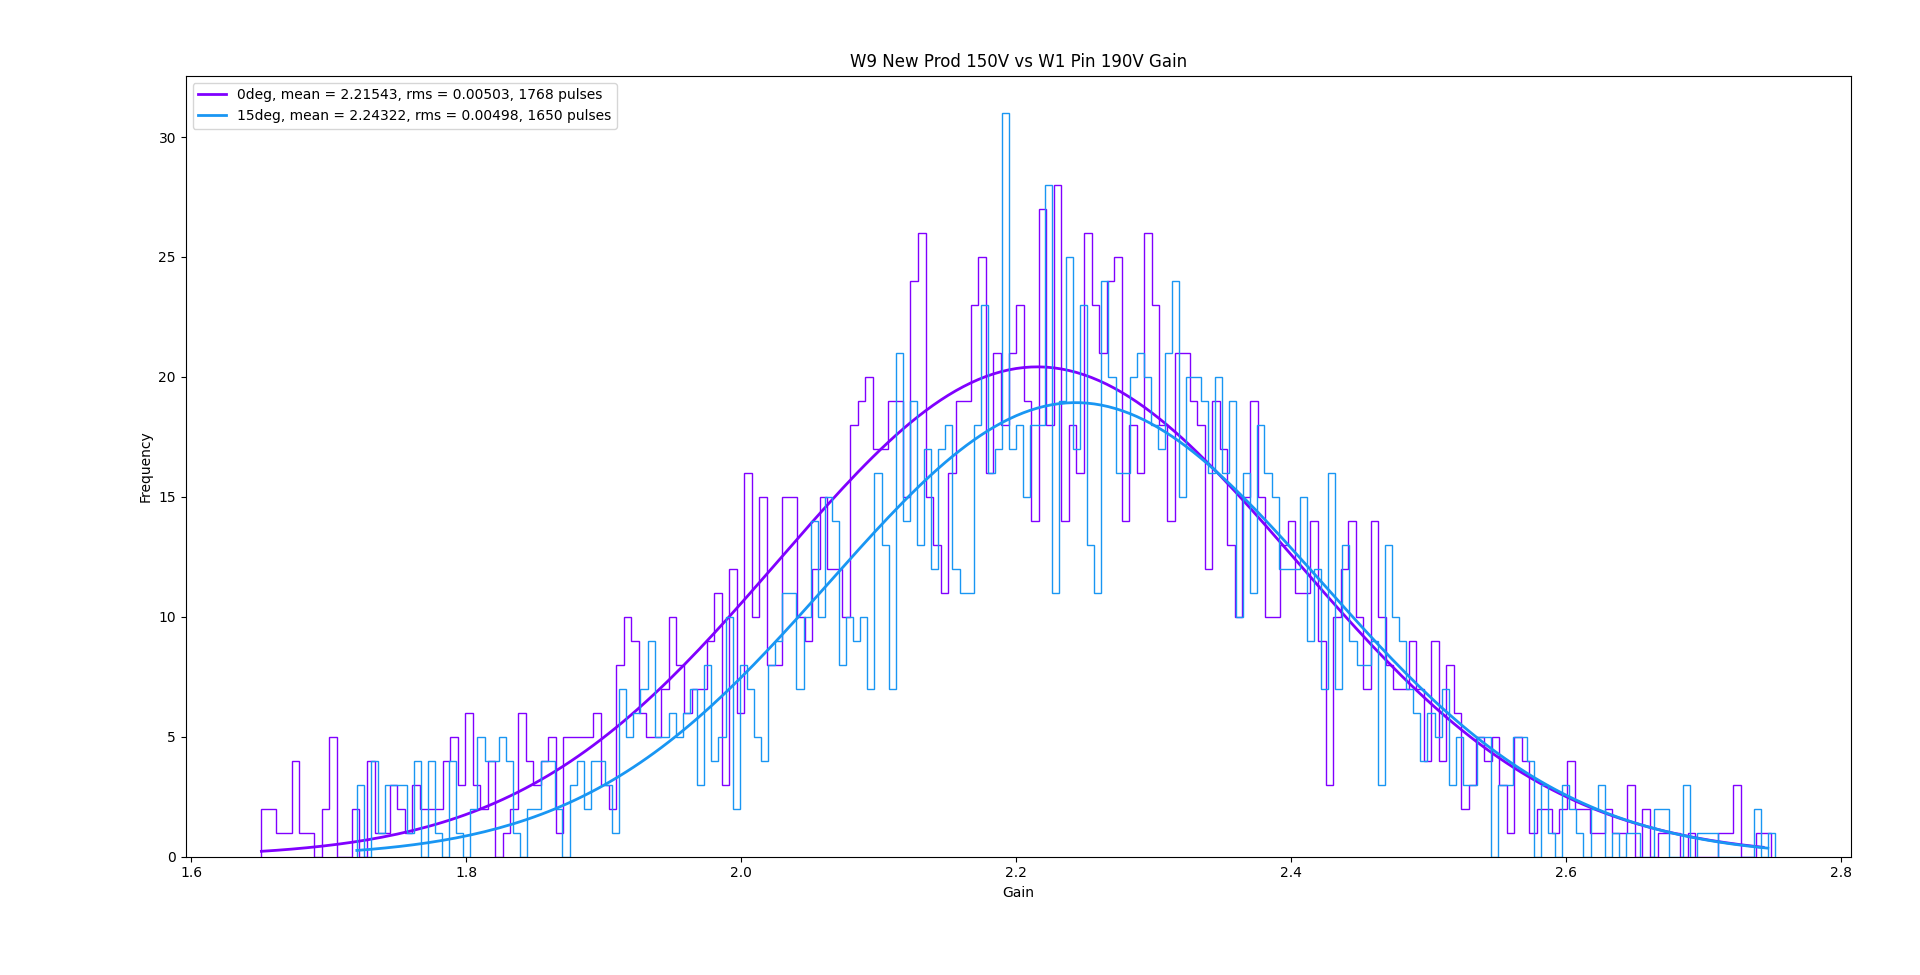 W9 New Prod 150V vs W1 Pin 190V Gain
0deg, mean = 2.21543, rms = 0.00503, 1768 pulses
15deg, mean = 2.24322, rms = 0.00498, 1650 pulses
Frequency
30
25
20
15
10
5
0
1.6 1.8 2.0 2.2 2.4 2.6 2.8
Gain